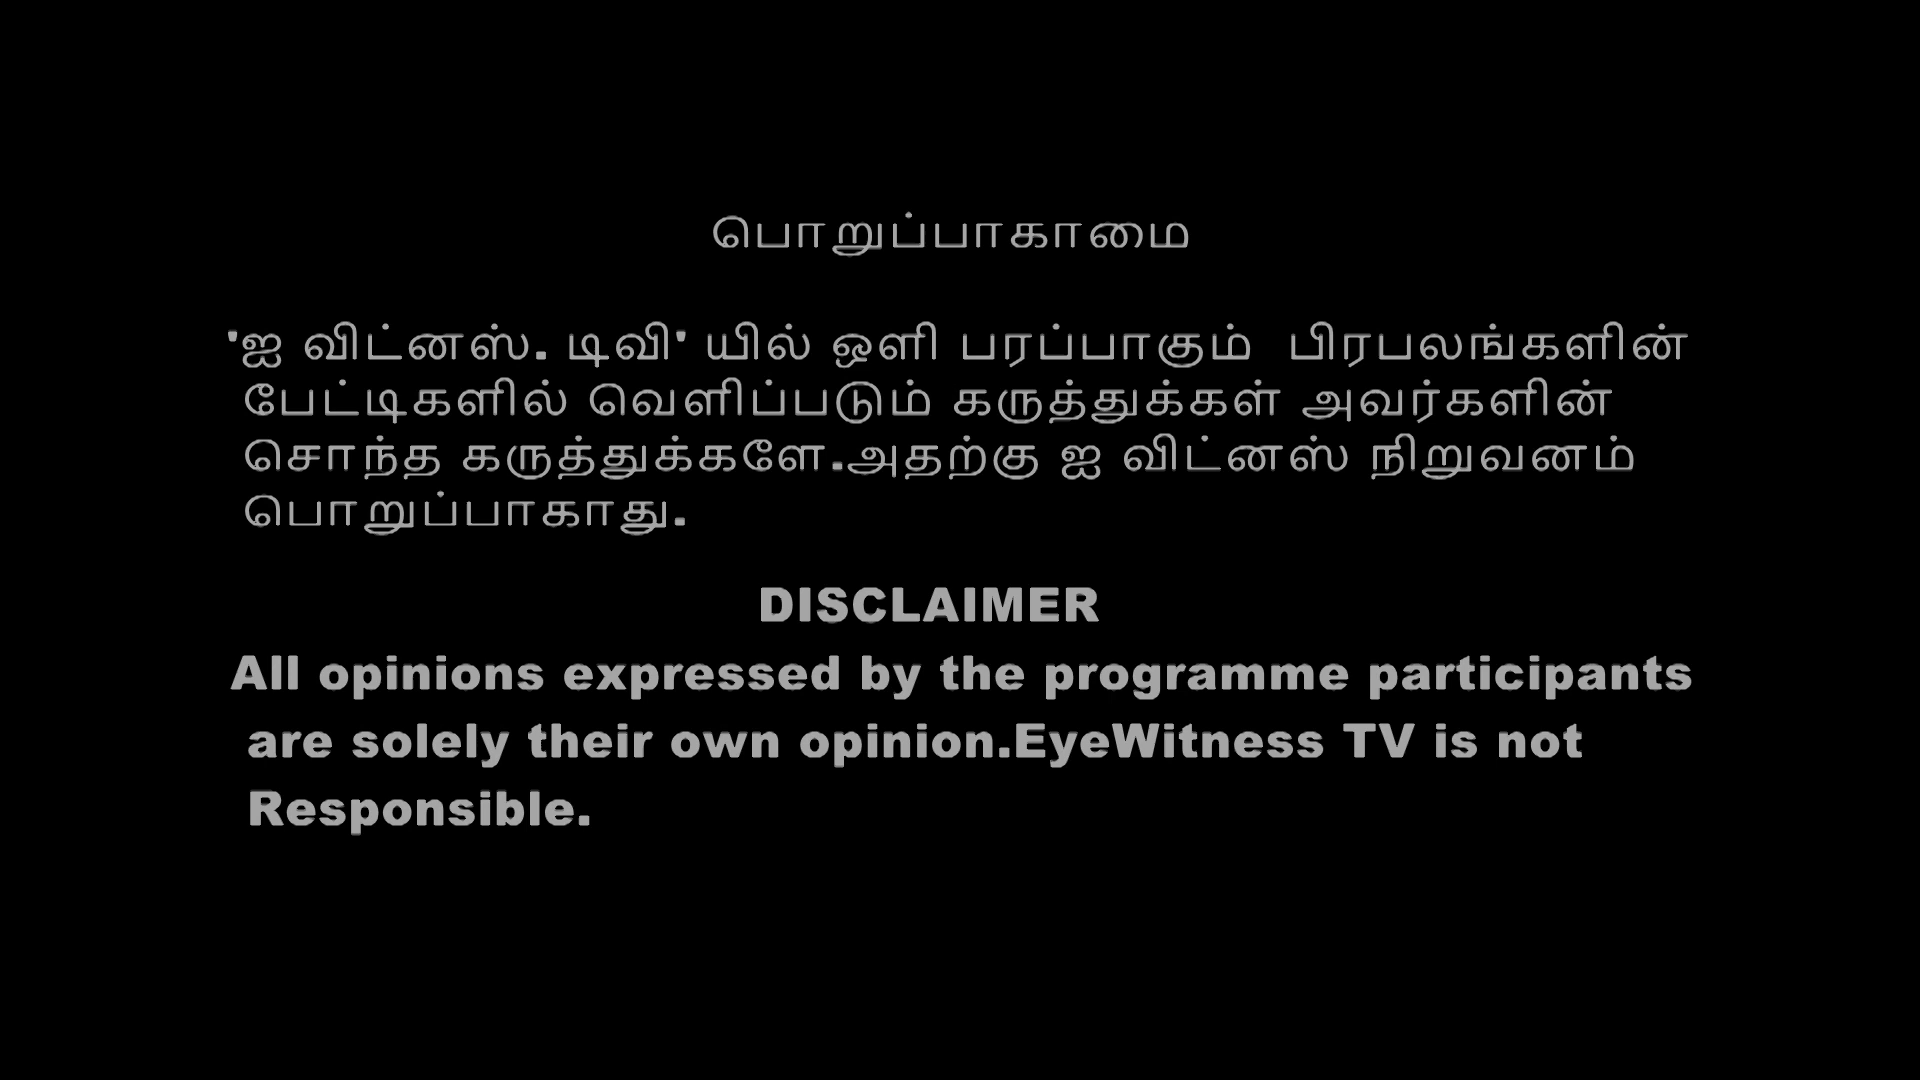 பொறுப்பாகாமை
'ஐ விட்னஸ். டிவி' யில் ஒளி பரப்பாகும் பிரபலங்களின்
பேட்டிகளில் வெளிப்படும் கருத்துக்கள் அவர்களின்
சொந்த கருத்துக்களே.அதற்கு ஐ விட்னஸ் நிறுவனம்
பொறுப்பாகாது.
DISCLAIMER
All opinions expressed by the programme participants
are solely their own opinion.EyeWitness TV is not
Responsible.